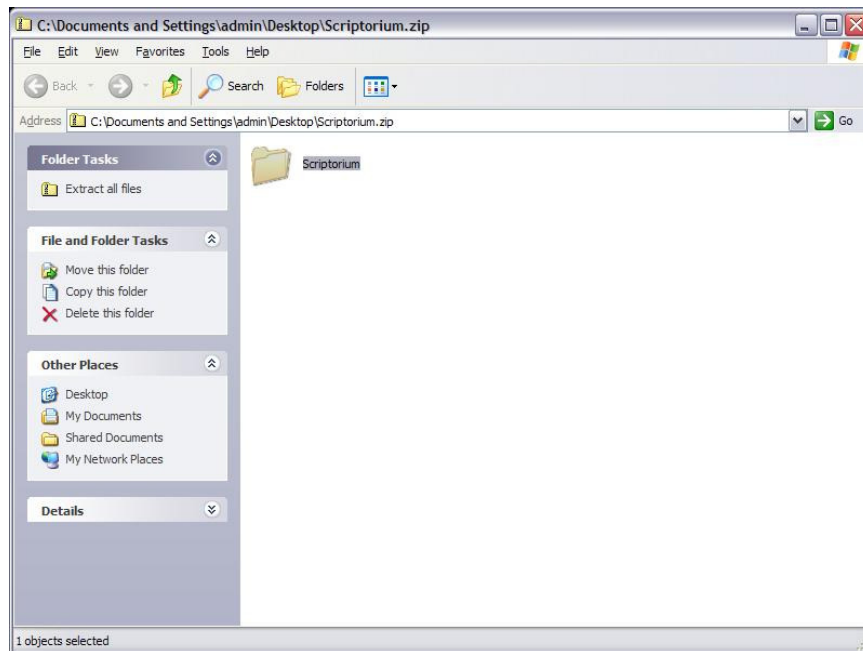 C:\Documents and Settings\admin\Desktop\Scriptorium.zip
File Edit View Favorites Tools Help
Back Search Folders
Address C:\Documents and Settings\admin\Desktop\Scriptorium.zip Go
Folder Tasks
Extract all files
File and Folder Tasks
Move this folder
Copy this folder
Delete this folder
Other Places
Desktop
My Documents
Shared Documents
My Network Places
Details
Scriptorium
1 objects selected